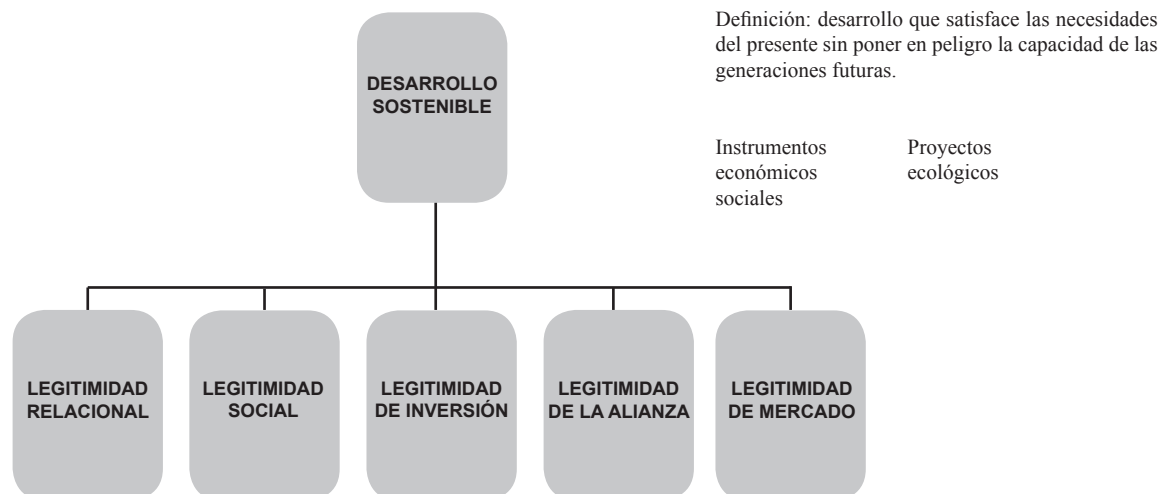 Definición: desarrollo que satisface las necesidades
del presente sin poner en peligro la capacidad de las
generaciones futuras.
DESARROLLO
SOSTENIBLE
Instrumentos
económicos
sociales
Proyectos
ecológicos
LEGITIMIDAD
RELACIONAL
LEGITIMIDAD
SOCIAL
LEGITIMIDAD
DE INVERSIÓN
LEGITIMIDAD
DE LA ALIANZA
LEGITIMIDAD
DE MERCADO